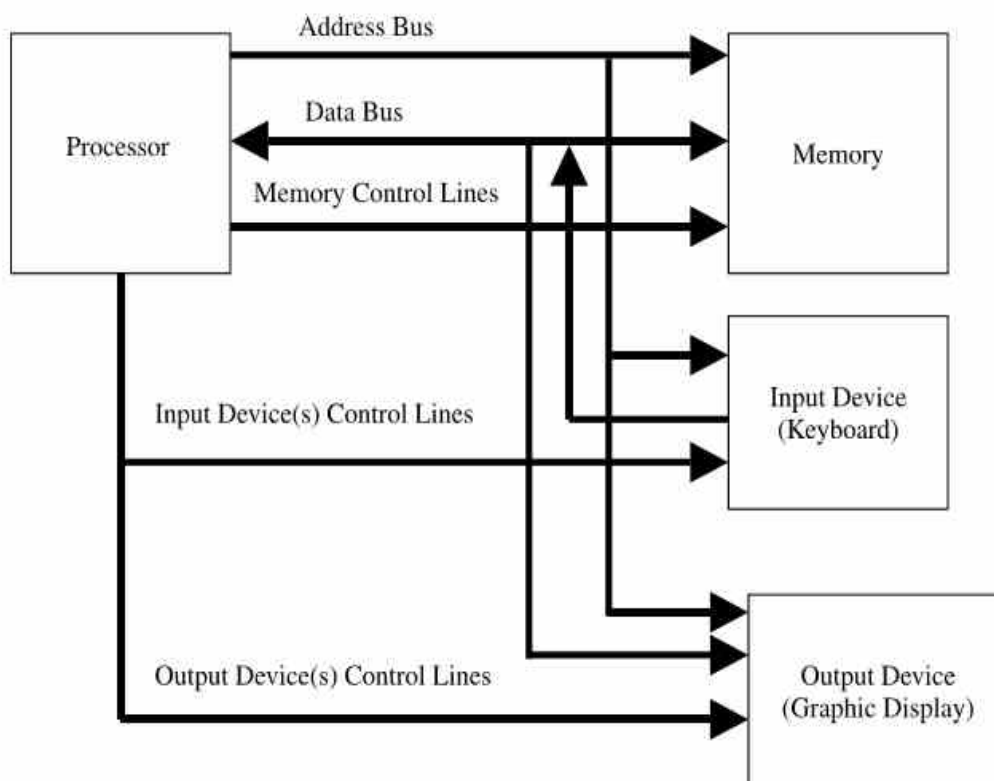 Address Bus
Data Bus
Processor
Memory
Memory Control Lines
Input Device(s) Control Lines
Input Device
(Keyboard)
Output Device(s) Control Lines
Output Device
(Graphic Display)